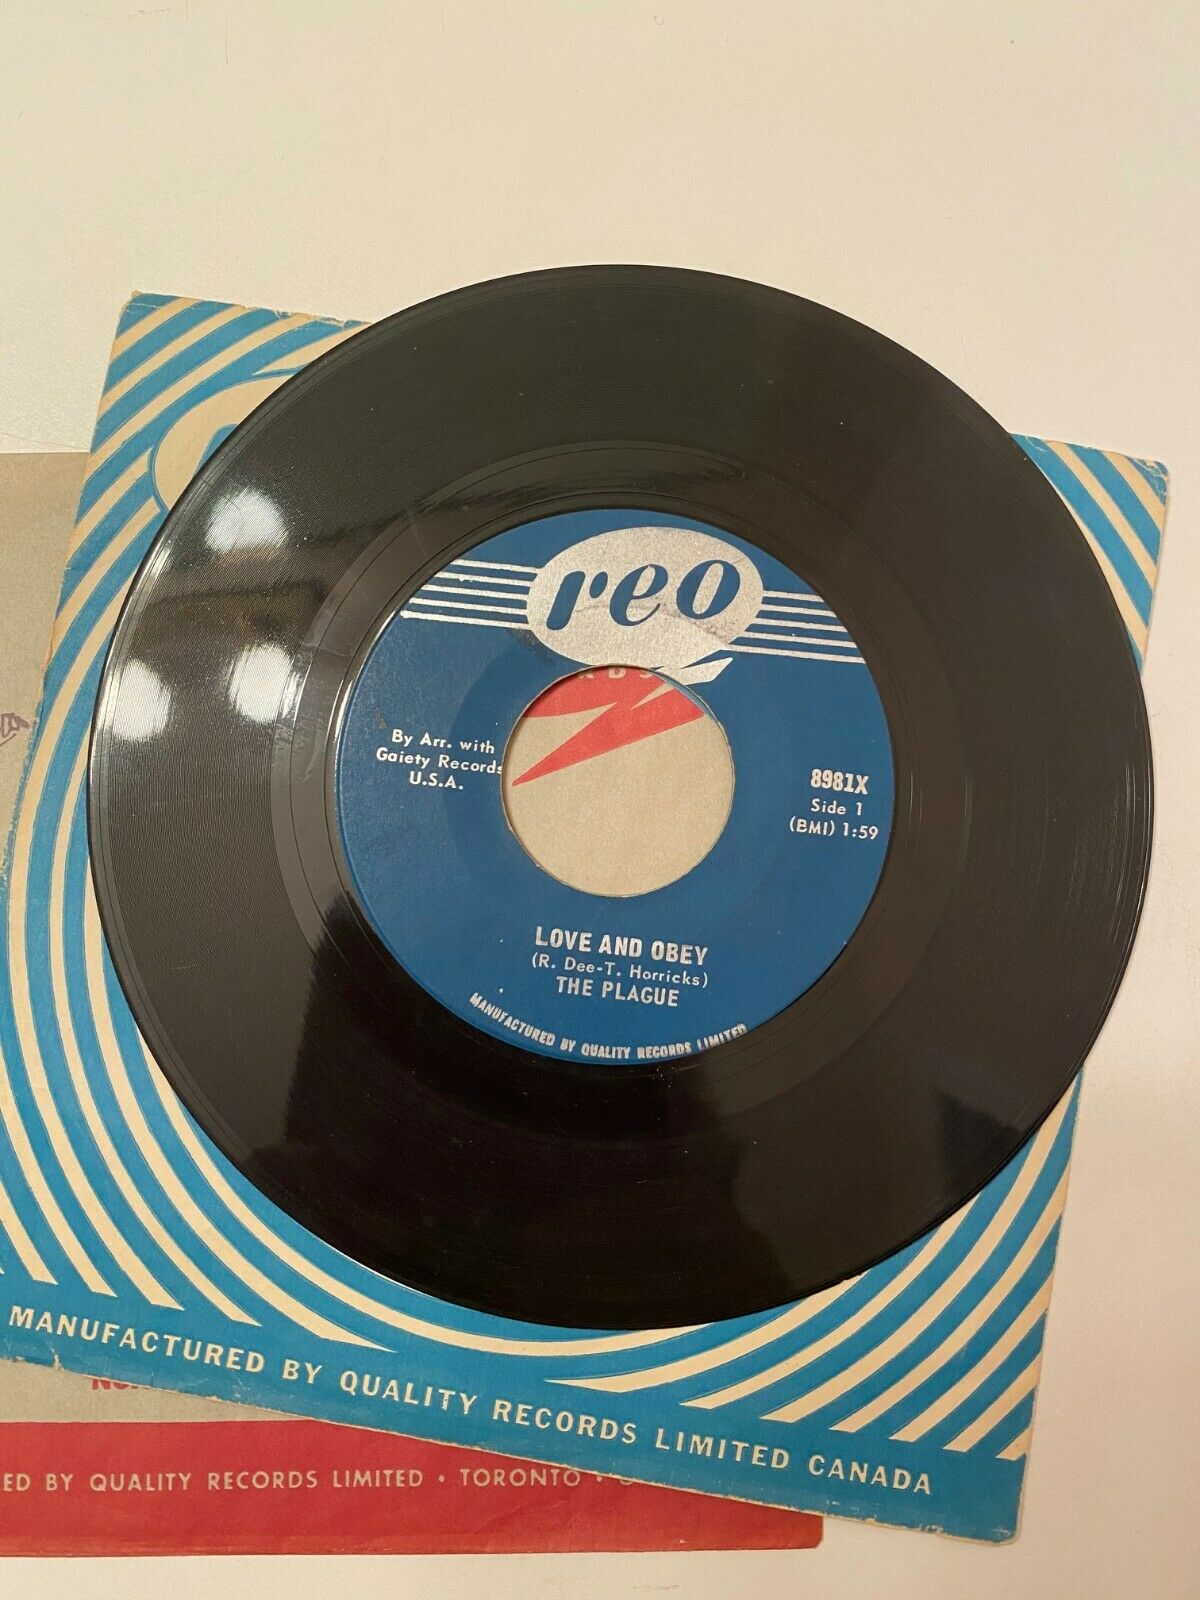 reo
By Arr. with
Gaiety Records
U.S.A.
8981X
Side 1
(BMI) 1:59
LOVE AND OBEY
(R. Dee-T. Horricks)
THE PLAGUE
MANUFACTURED BY QUALITY RECORDS LIMITED
MANUFACTURED BY QUALITY RECORDS LIMITED CANADA
ED BY QUALITY RECORDS LIMITED • TORONTO •